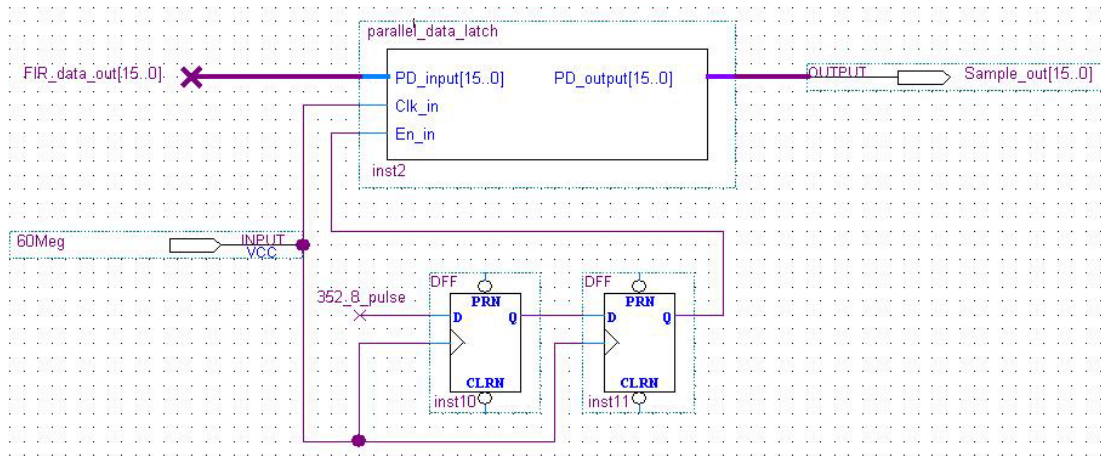 parallel_data_latch
FIR_data_out[15..0]
PD_input[15..0] PD_output[15..0]
OUTPUT
Sample_out[15..0]
Clk_in
En_in
inst2
60Meg
INPUT
VCC
352_8_pulse
DFF
PRN
D Q
CLRN
inst10
DFF
PRN
D Q
CLRN
inst11